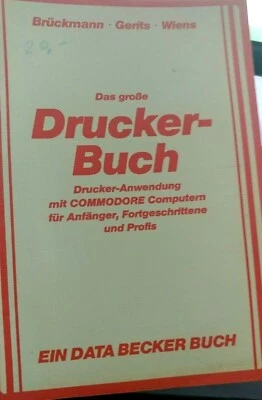 Brückmann · Gerits · Wiens
29,-
Das große
Drucker-
Buch
Drucker-Anwendung
mit COMMODORE Computern
für Anfänger, Fortgeschrittene
und Profis
EIN DATA BECKER BUCH